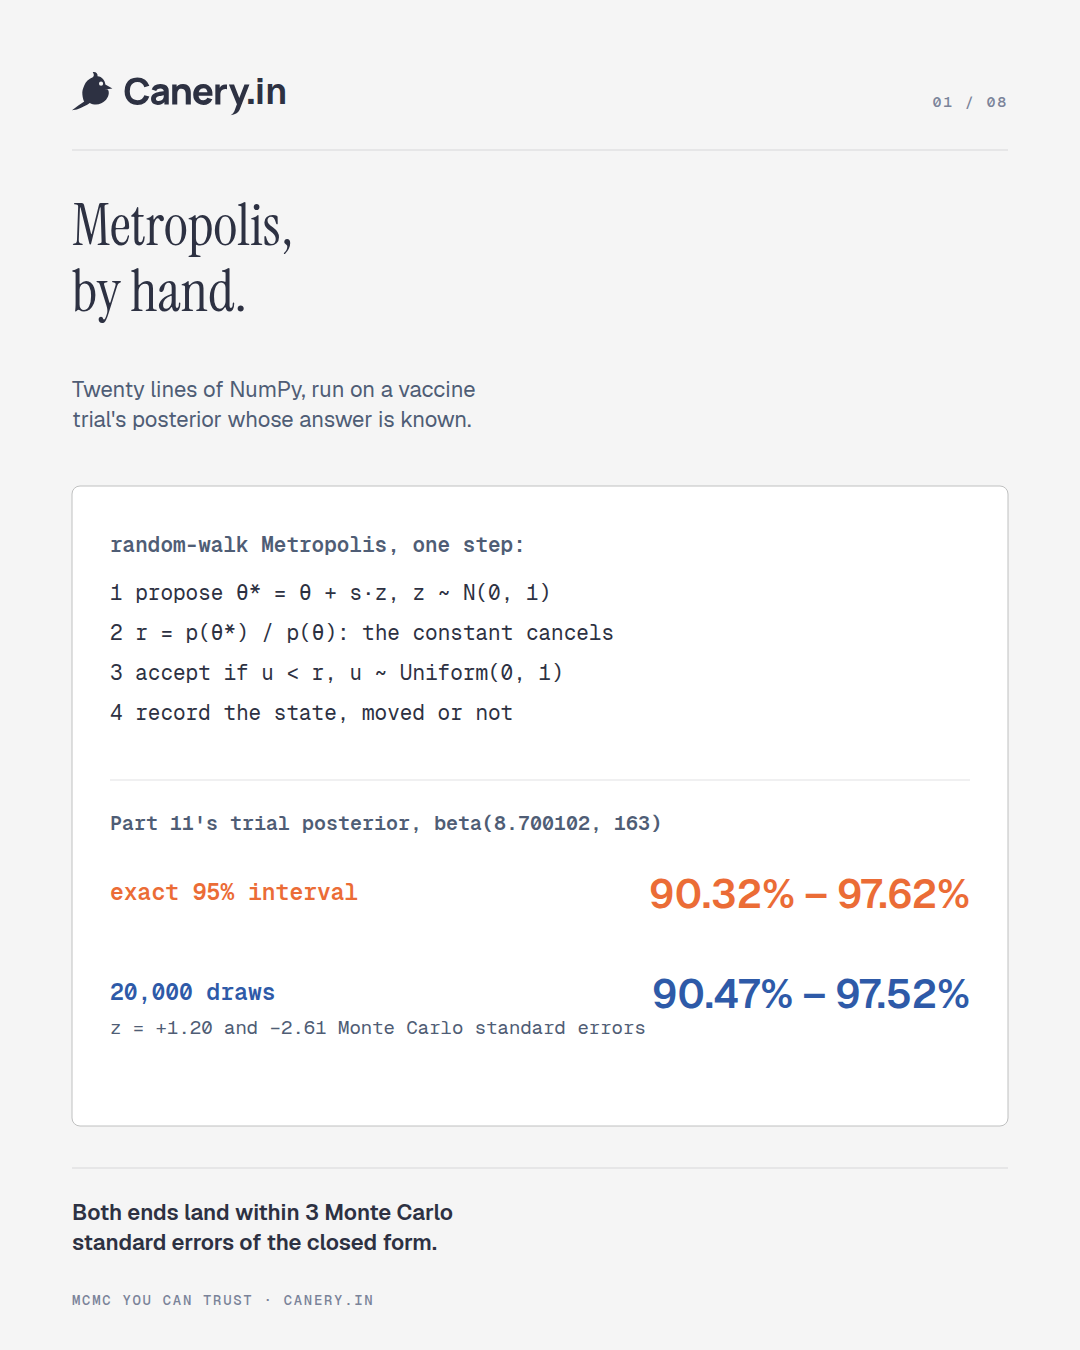 Canery.in
01 / 08
Metropolis,
by hand.
Twenty lines of NumPy, run on a vaccine
trial's posterior whose answer is known.
random-walk Metropolis, one step:
1 propose θ* = θ + s·z, z ~ N(0, 1)
2 r = p(θ*) / p(θ): the constant cancels
3 accept if u < r, u ~ Uniform(0, 1)
4 record the state, moved or not
Part 11's trial posterior, beta(8.700102, 163)
exact 95% interval
90.32% – 97.62%
20,000 draws
90.47% – 97.52%
z = +1.20 and −2.61 Monte Carlo standard errors
Both ends land within 3 Monte Carlo
standard errors of the closed form.
MCMC YOU CAN TRUST · CANERY.IN